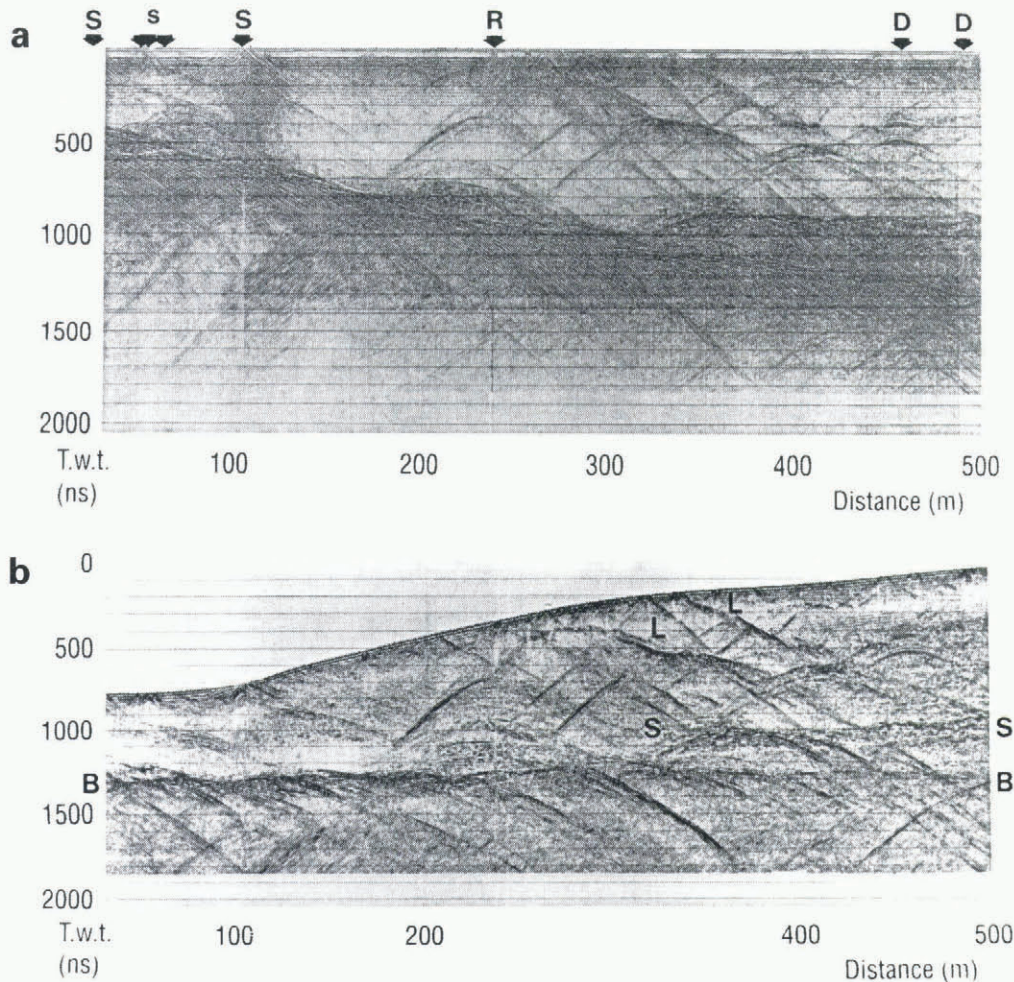 S s S R D D
a
500
1000
1500
2000
T.w.t. 100 200 300 400 500
(ns) Distance (m)
b 0
L L
500
S S
1000
B B
1500
2000
T.w.t. 100 200 400 500
(ns) Distance (m)